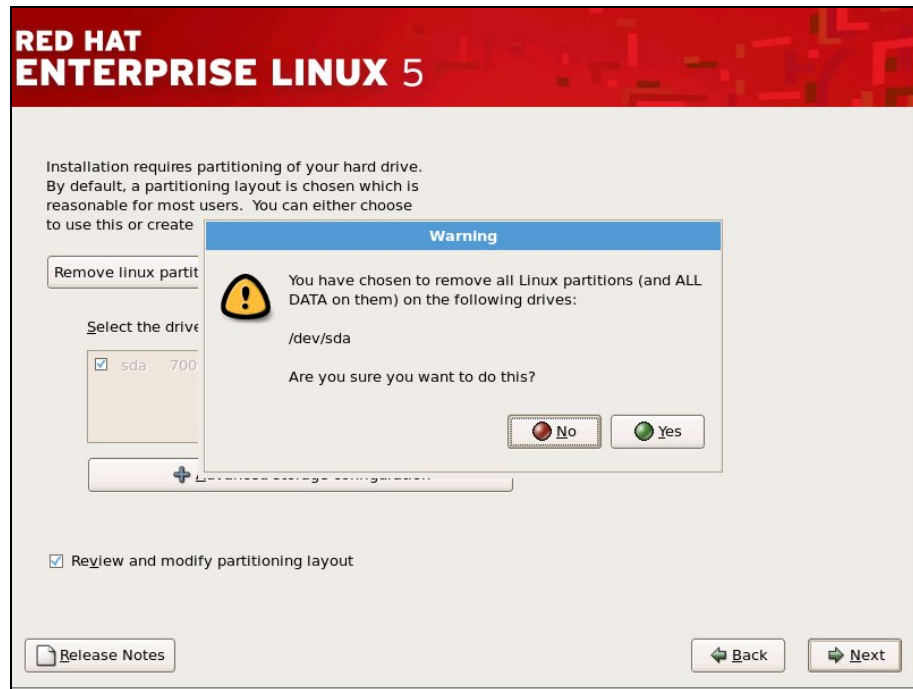 RED HAT
ENTERPRISE LINUX 5
Installation requires partitioning of your hard drive.
By default, a partitioning layout is chosen which is
reasonable for most users. You can either choose
to use this or create
Warning
Remove linux partit
You have chosen to remove all Linux partitions (and ALL
DATA on them) on the following drives:
/dev/sda
Are you sure you want to do this?
Select the drive
sda 700
No
Yes
Advanced storage configuration
Review and modify partitioning layout
Release Notes
Back
Next